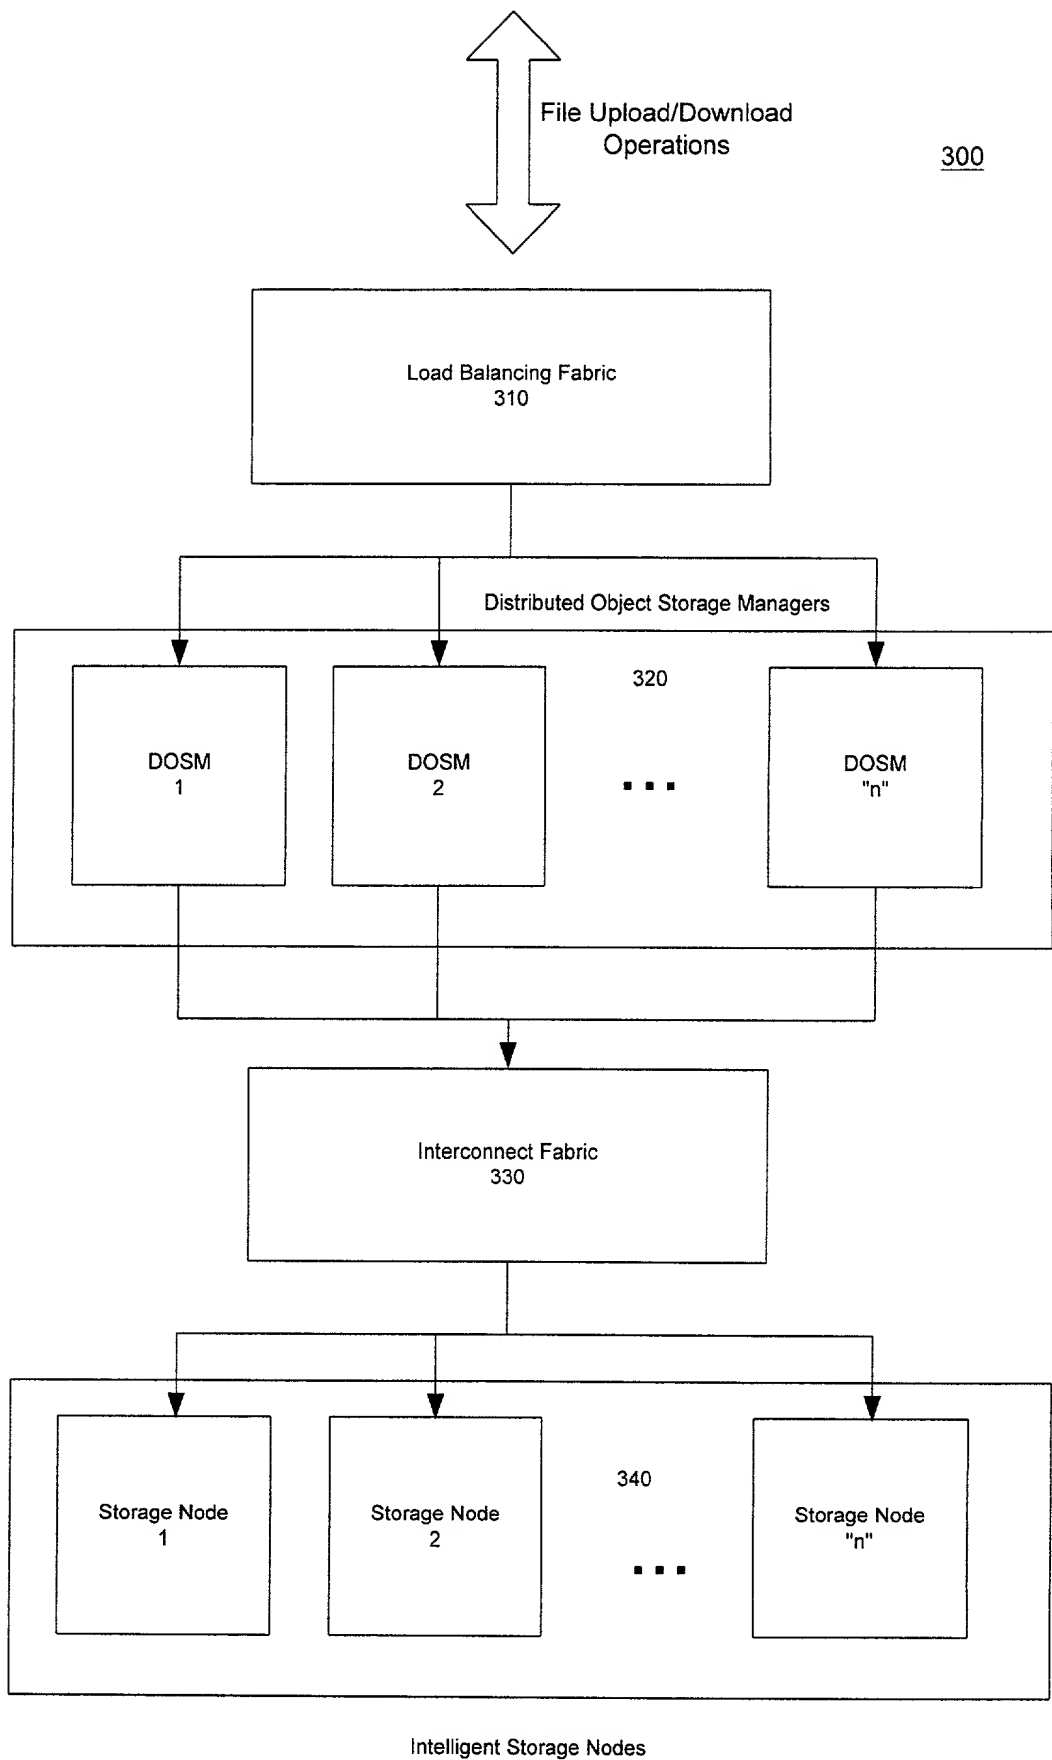 File Upload/Download
Operations
300
Load Balancing Fabric
310
Distributed Object Storage Managers
320
DOSM
1
DOSM
2
DOSM
"n"
Interconnect Fabric
330
340
Storage Node
1
Storage Node
2
Storage Node
"n"
Intelligent Storage Nodes